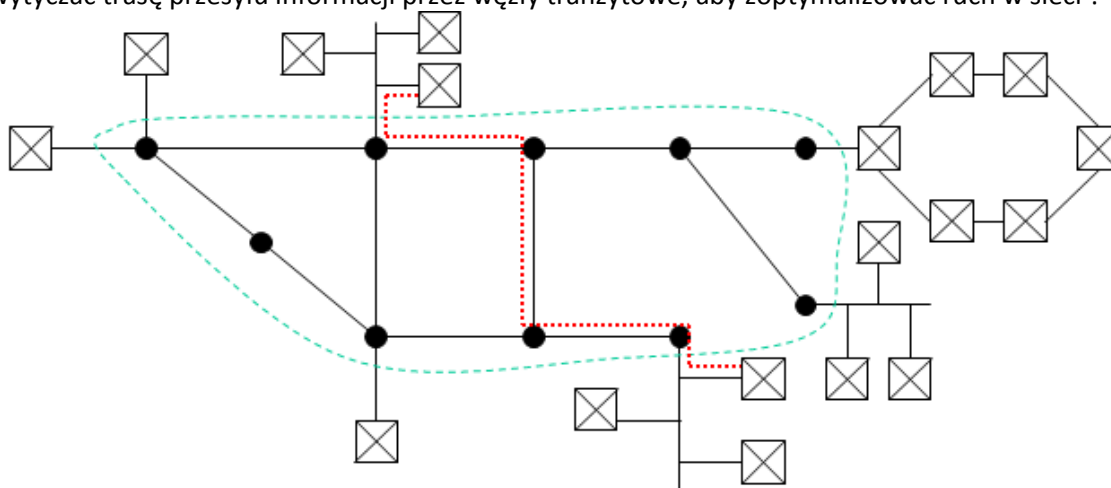 wytyczać trasę przesyłu informacji przez węzły tranzytowe, aby zoptymalizować ruch w sieci .